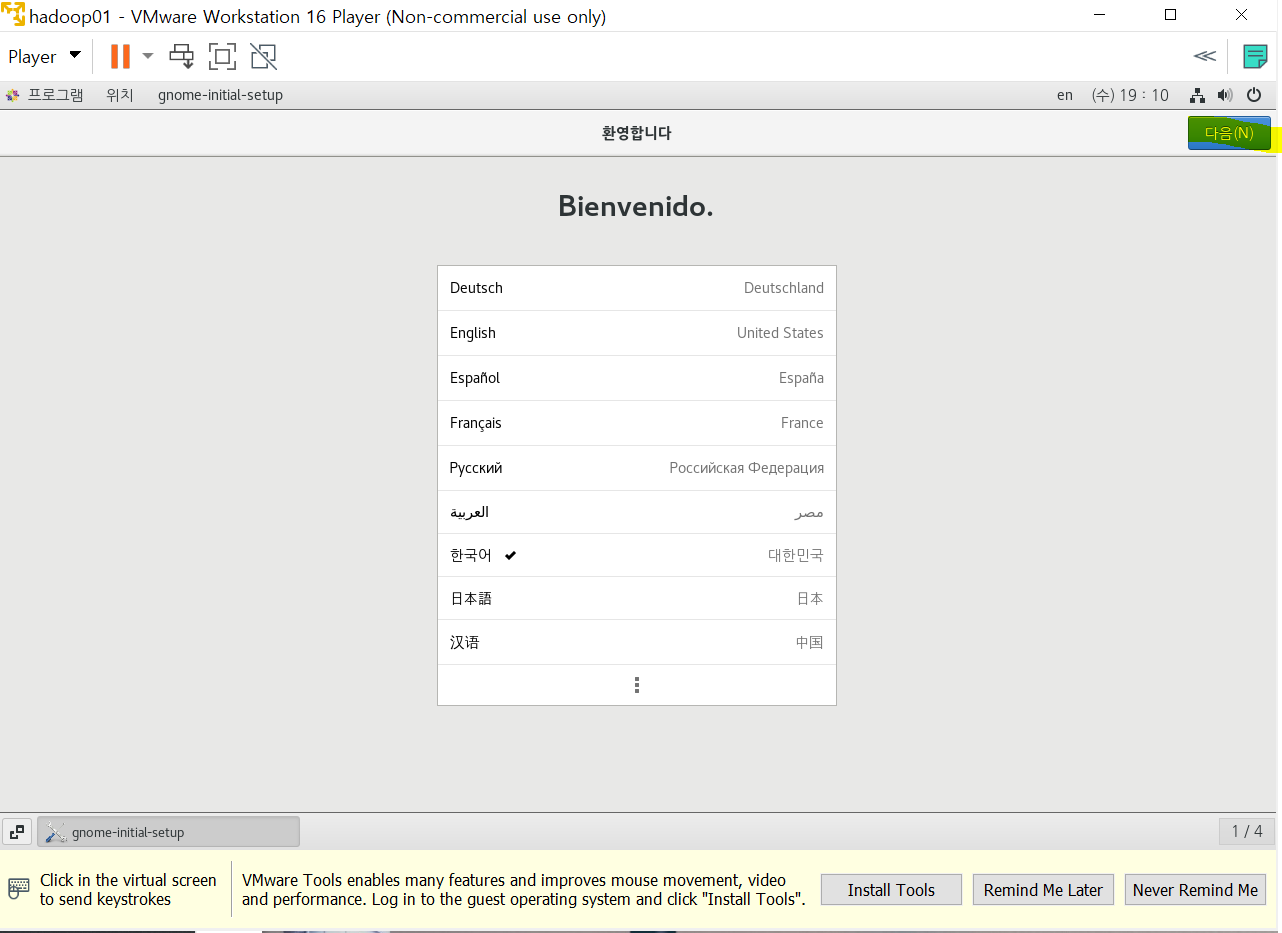 hadoop01 - VMware Workstation 16 Player (Non-commercial use only)
Player
프로그램 위치 gnome-initial-setup en (수) 19 : 10
환영합니다 다음(N)
Bienvenido.
Deutsch Deutschland
English United States
Español España
Français France
Русский Российская Федерация
العربية مصر
한국어 대한민국
日本語 日本
汉语 中国
gnome-initial-setup 1 / 4
Click in the virtual screen
to send keystrokes
VMware Tools enables many features and improves mouse movement, video
and performance. Log in to the guest operating system and click "Install Tools".
Install Tools Remind Me Later Never Remind Me